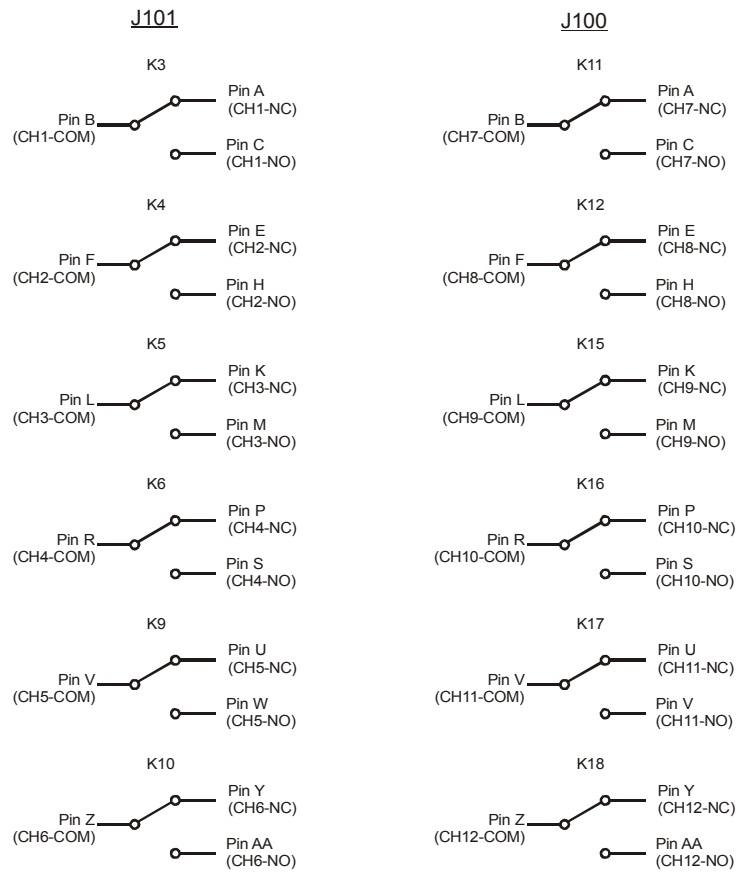 J101
K3
Pin A
(CH1-NC)
Pin B
(CH1-COM)
Pin C
(CH1-NO)
K4
Pin E
(CH2-NC)
Pin F
(CH2-COM)
Pin H
(CH2-NO)
K5
Pin K
(CH3-NC)
Pin L
(CH3-COM)
Pin M
(CH3-NO)
K6
Pin P
(CH4-NC)
Pin R
(CH4-COM)
Pin S
(CH4-NO)
K9
Pin U
(CH5-NC)
Pin V
(CH5-COM)
Pin W
(CH5-NO)
K10
Pin Y
(CH6-NC)
Pin Z
(CH6-COM)
Pin AA
(CH6-NO)
J100
K11
Pin A
(CH7-NC)
Pin B
(CH7-COM)
Pin C
(CH7-NO)
K12
Pin E
(CH8-NC)
Pin F
(CH8-COM)
Pin H
(CH8-NO)
K15
Pin K
(CH9-NC)
Pin L
(CH9-COM)
Pin M
(CH9-NO)
K16
Pin P
(CH10-NC)
Pin R
(CH10-COM)
Pin S
(CH10-NO)
K17
Pin U
(CH11-NC)
Pin V
(CH11-COM)
Pin V
(CH11-NO)
K18
Pin Y
(CH12-NC)
Pin Z
(CH12-COM)
Pin AA
(CH12-NO)